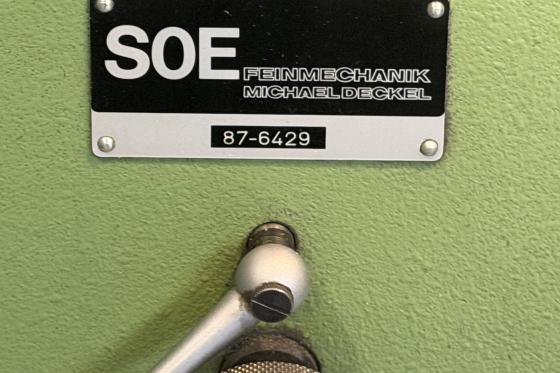 SOE
FEINMECHANIK
MICHAEL DECKEL
87-6429